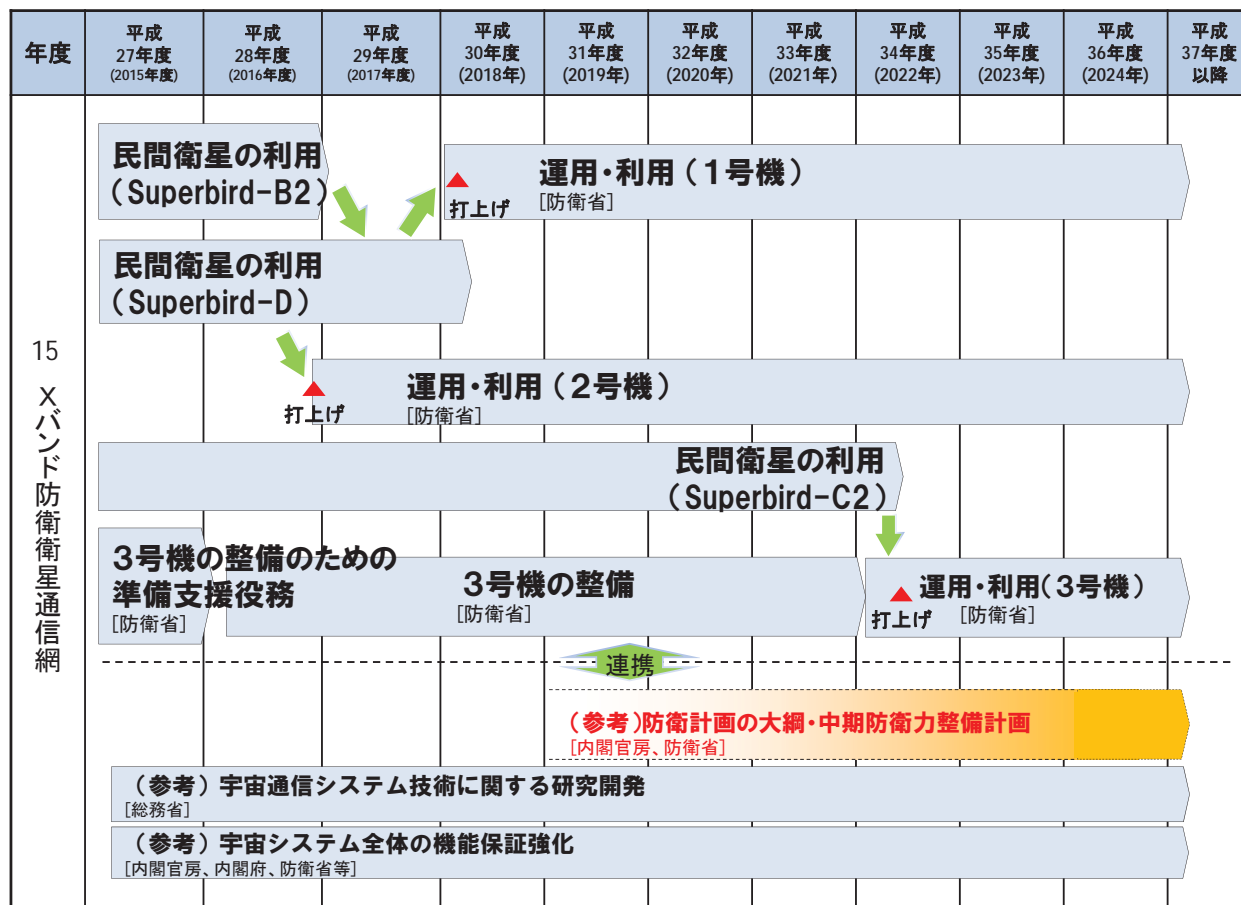 年度
平成
27年度
(2015年度)
平成
28年度
(2016年度)
平成
29年度
(2017年度)
平成
30年度
(2018年)
平成
31年度
(2019年)
平成
32年度
(2020年)
平成
33年度
(2021年)
平成
34年度
(2022年)
平成
35年度
(2023年)
平成
36年度
(2024年)
平成
37年度
以降
15 Xバンド防衛衛星通信網
民間衛星の利用
(Superbird-B2)
運用・利用(1号機)
[防衛省]
打上げ
民間衛星の利用
(Superbird-D)
運用・利用(2号機)
[防衛省]
打上げ
民間衛星の利用
(Superbird-C2)
3号機の整備のための
準備支援役務
[防衛省]
3号機の整備
[防衛省]
運用・利用(3号機)
[防衛省]
打上げ
連携
(参考)防衛計画の大綱・中期防衛力整備計画
[内閣官房、防衛省]
(参考)宇宙通信システム技術に関する研究開発
[総務省]
(参考)宇宙システム全体の機能保証強化
[内閣官房、内閣府、防衛省等]